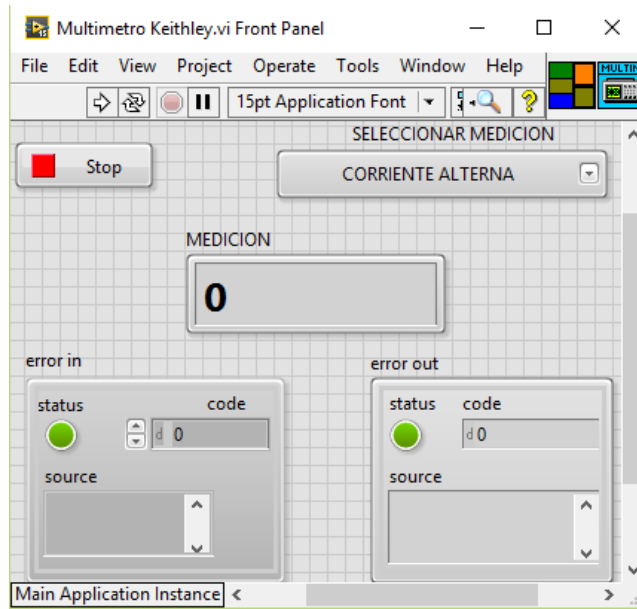 Multimetro Keithley.vi Front Panel
File Edit View Project Operate Tools Window Help
15pt Application Font
MULTIM
SELECCIONAR MEDICION
Stop
CORRIENTE ALTERNA
MEDICION
0
error in
error out
status code
status code
d 0
d 0
source
source
Main Application Instance